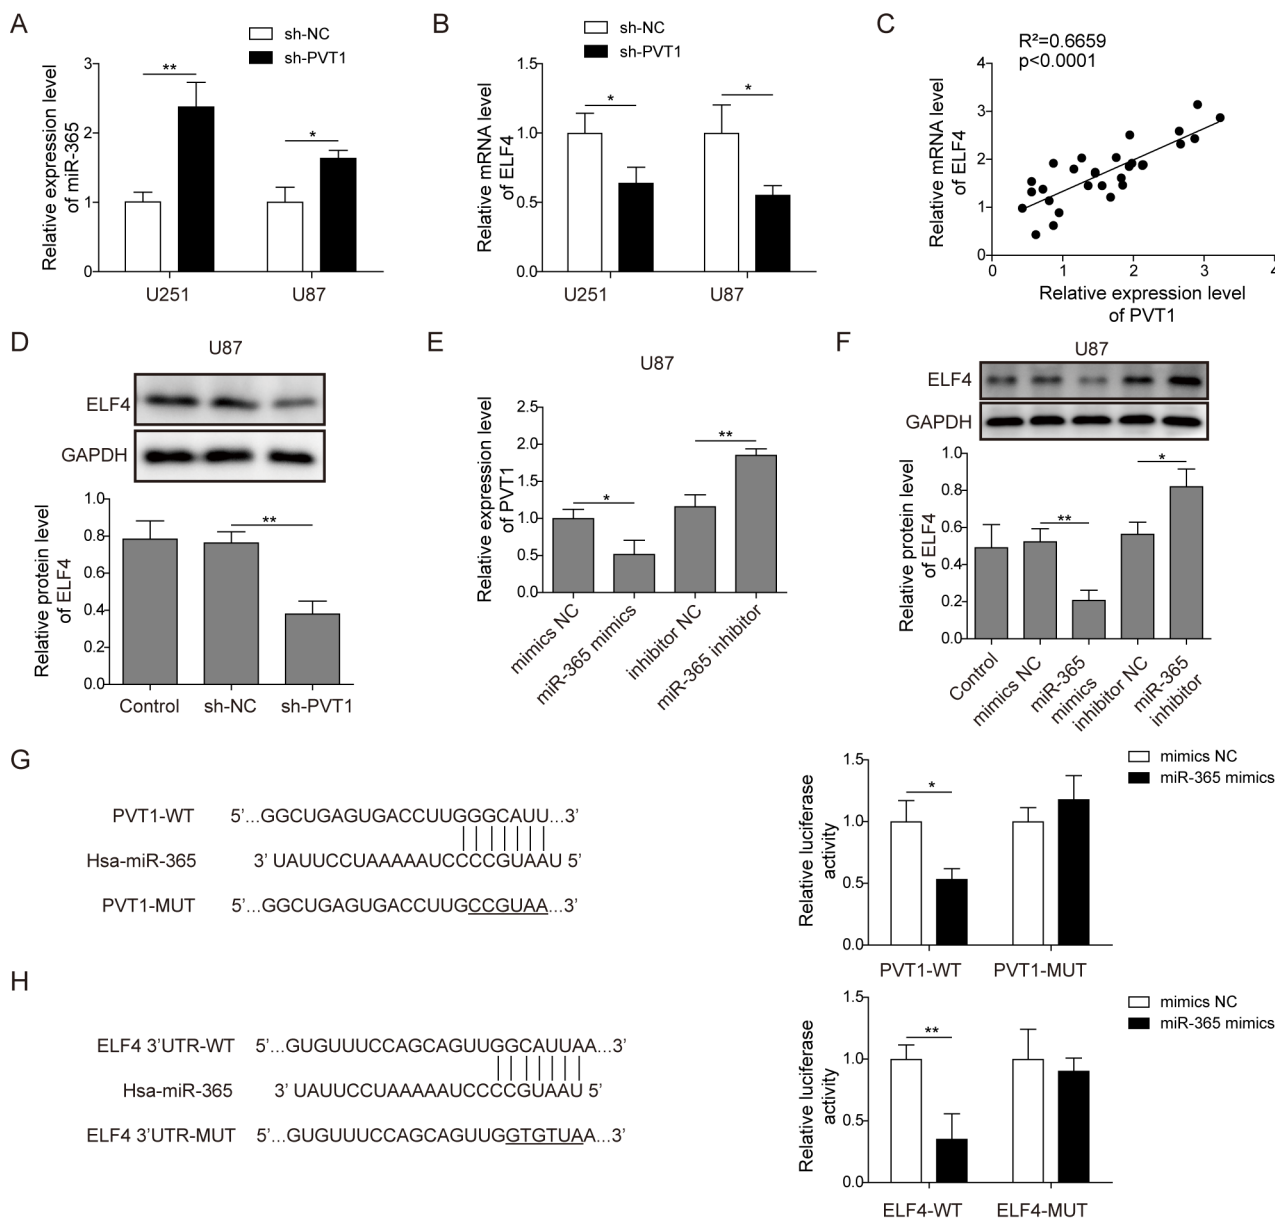 A
sh-NC
sh-PVT1
Relative expression level
of miR-365
3
2
1
0
**
*
U251
U87
B
sh-NC
sh-PVT1
Relative mRNA level
of ELF4
1.5
1.0
0.5
0.0
*
*
U251
U87
C
R²=0.6659
p<0.0001
Relative mRNA level
of ELF4
4
3
2
1
0
0 1 2 3 4
Relative expression level
of PVT1
D
U87
ELF4
GAPDH
Relative protein level
of ELF4
1.0
0.8
0.6
0.4
0.2
0.0
**
Control sh-NC sh-PVT1
E
U87
Relative expression level
of PVT1
2.5
2.0
1.5
1.0
0.5
0.0
*
**
mimics NC
miR-365 mimics
inhibitor NC
miR-365 inhibitor
F
U87
ELF4
GAPDH
Relative protein level
of ELF4
1.0
0.8
0.6
0.4
0.2
0.0
**
*
Control
mimics NC
miR-365
mimics
inhibitor NC
miR-365
inhibitor
G
PVT1-WT 5’...GGCUGAGUGACCUUGGGCAUU...3’
Hsa-miR-365 3’ UAUUCCUAAAAAUCCCCGUAAU 5’
PVT1-MUT 5’...GGCUGAGUGACCUUGCCGUAA...3’
mimics NC
miR-365 mimics
Relative luciferase
activity
1.5
1.0
0.5
0.0
*
PVT1-WT PVT1-MUT
H
ELF4 3’UTR-WT 5’...GUGUUUCCAGCAGUUGGCAUUAA...3’
Hsa-miR-365 3’ UAUUCCUAAAAAUCCCCGUAAU 5’
ELF4 3’UTR-MUT 5’...GUGUUUCCAGCAGUUGGTGTUAA...3’
mimics NC
miR-365 mimics
Relative luciferase
activity
1.5
1.0
0.5
0.0
**
ELF4-WT ELF4-MUT